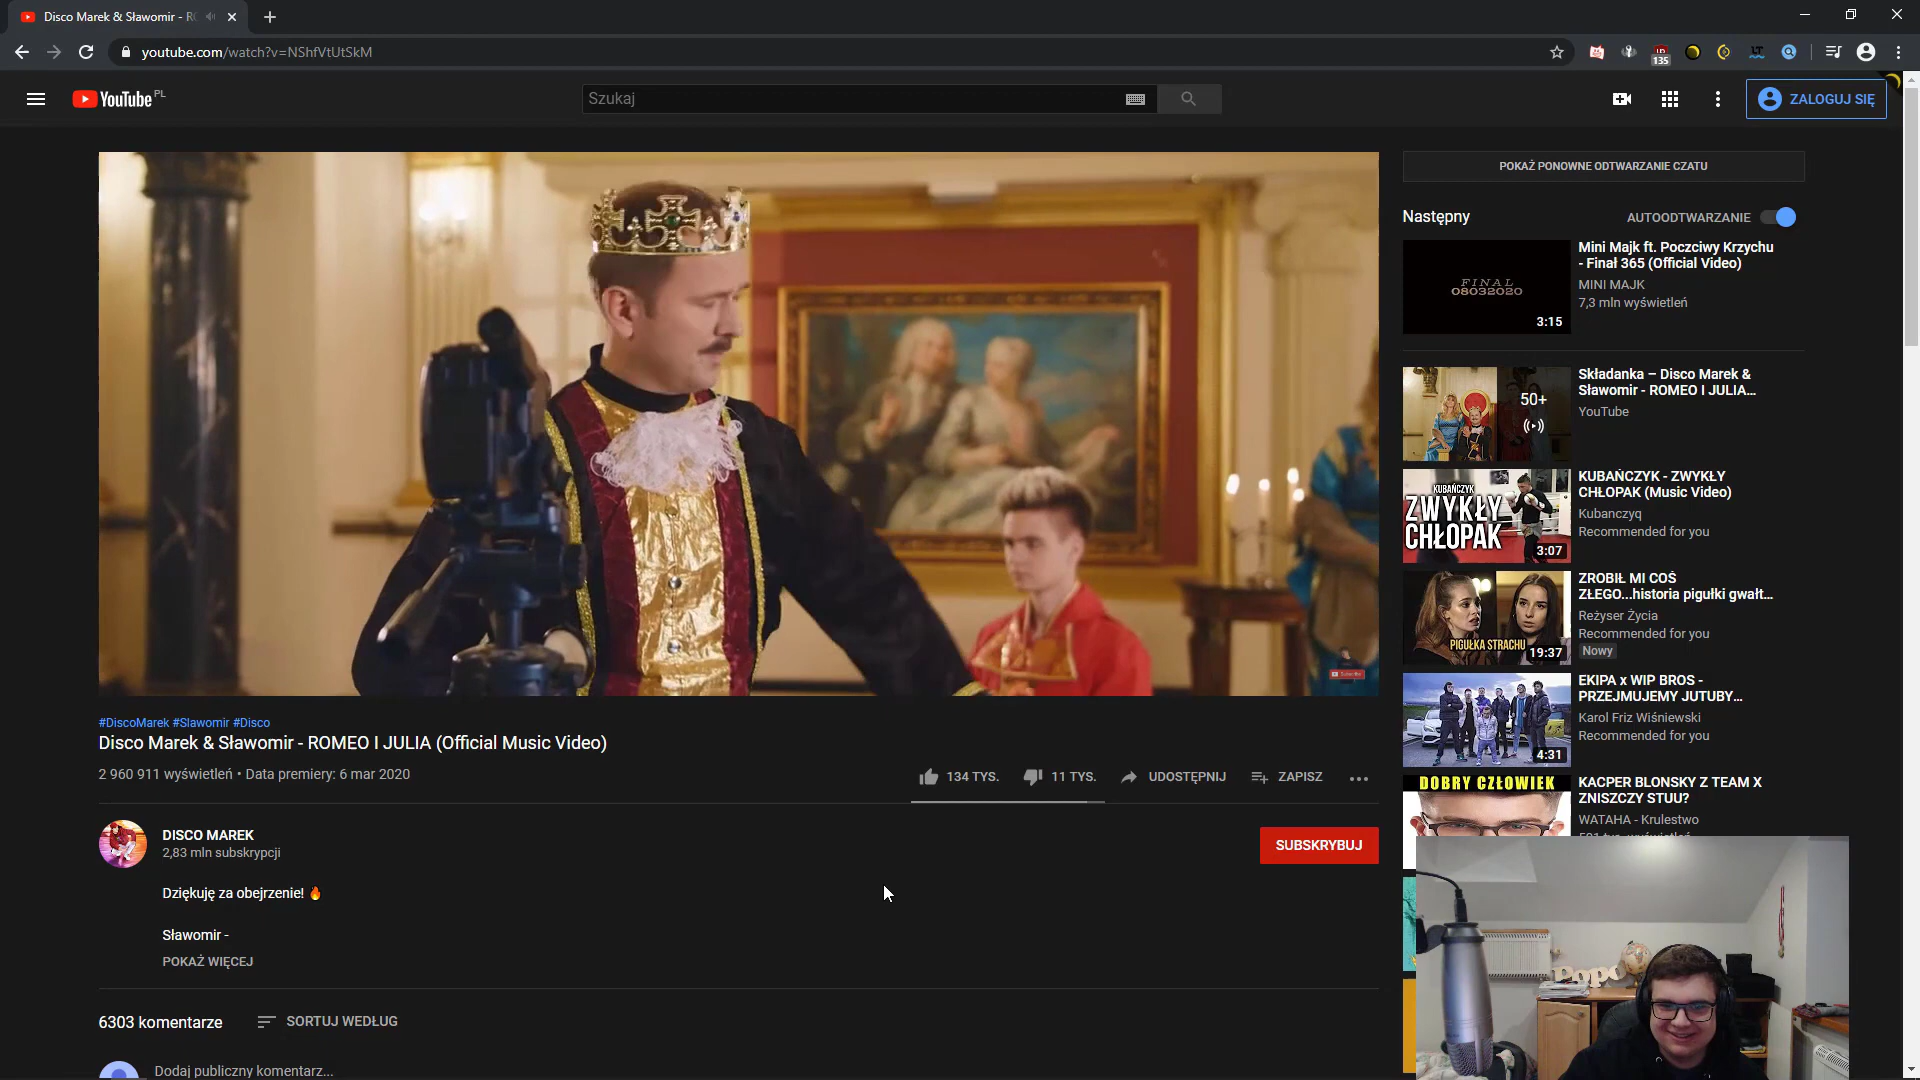 Disco Marek & Sławomir - R
youtube.com/watch?v=NShfVtUtSkM
135
YouTube PL
Szukaj
ZALOGUJ SIĘ
#DiscoMarek #Slawomir #Disco
Disco Marek & Sławomir - ROMEO I JULIA (Official Music Video)
2 960 911 wyświetleń • Data premiery: 6 mar 2020
134 TYS.
11 TYS.
UDOSTĘPNIJ
ZAPISZ
DISCO MAREK
2,83 mln subskrypcji
SUBSKRYBUJ
Dziękuję za obejrzenie! 🔥
Sławomir -
POKAŻ WIĘCEJ
6303 komentarze
SORTUJ WEDŁUG
Dodaj publiczny komentarz...
POKAŻ PONOWNE ODTWARZANIE CZATU
Następny
AUTOODTWARZANIE
FINAL
08032020
3:15
Mini Majk ft. Poczciwy Krzychu
- Finał 365 (Official Video)
MINI MAJK
7,3 mln wyświetleń
50+
Składanka – Disco Marek &
Sławomir - ROMEO I JULIA...
YouTube
KUBAŃCZYK
ZWYKŁY
CHŁOPAK
3:07
KUBAŃCZYK - ZWYKŁY
CHŁOPAK (Music Video)
Kubanczyq
Recommended for you
PIGUŁKA STRACHU
19:37
ZROBIŁ MI COŚ
ZŁEGO...historia pigułki gwałt...
Reżyser Życia
Recommended for you
Nowy
4:31
EKIPA x WIP BROS -
PRZEJMUJEMY JUTUBY...
Karol Friz Wiśniewski
Recommended for you
DOBRY CZŁOWIEK
KACPER BLONSKY Z TEAM X
ZNISZCZY STUU?
WATAHA - Krulestwo
Popo